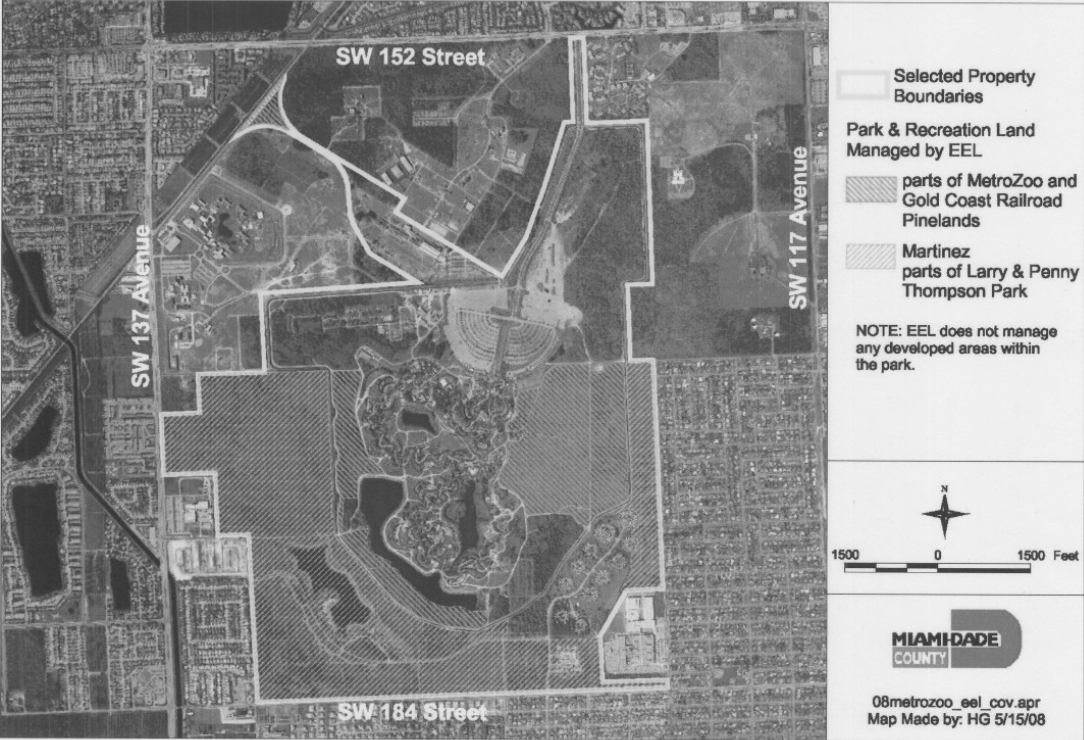 SW 152 Street
SW 137 Avenue
SW 117 Avenue
SW 184 Street
Selected Property
Boundaries
Park & Recreation Land
Managed by EEL
parts of MetroZoo and
Gold Coast Railroad
Pinelands
Martinez
parts of Larry & Penny
Thompson Park
NOTE: EEL does not manage
any developed areas within
the park.
N
1500 0 1500 Feet
MIAMI-DADE
COUNTY
08metrozoo_eel_cov.apr
Map Made by: HG 5/15/08